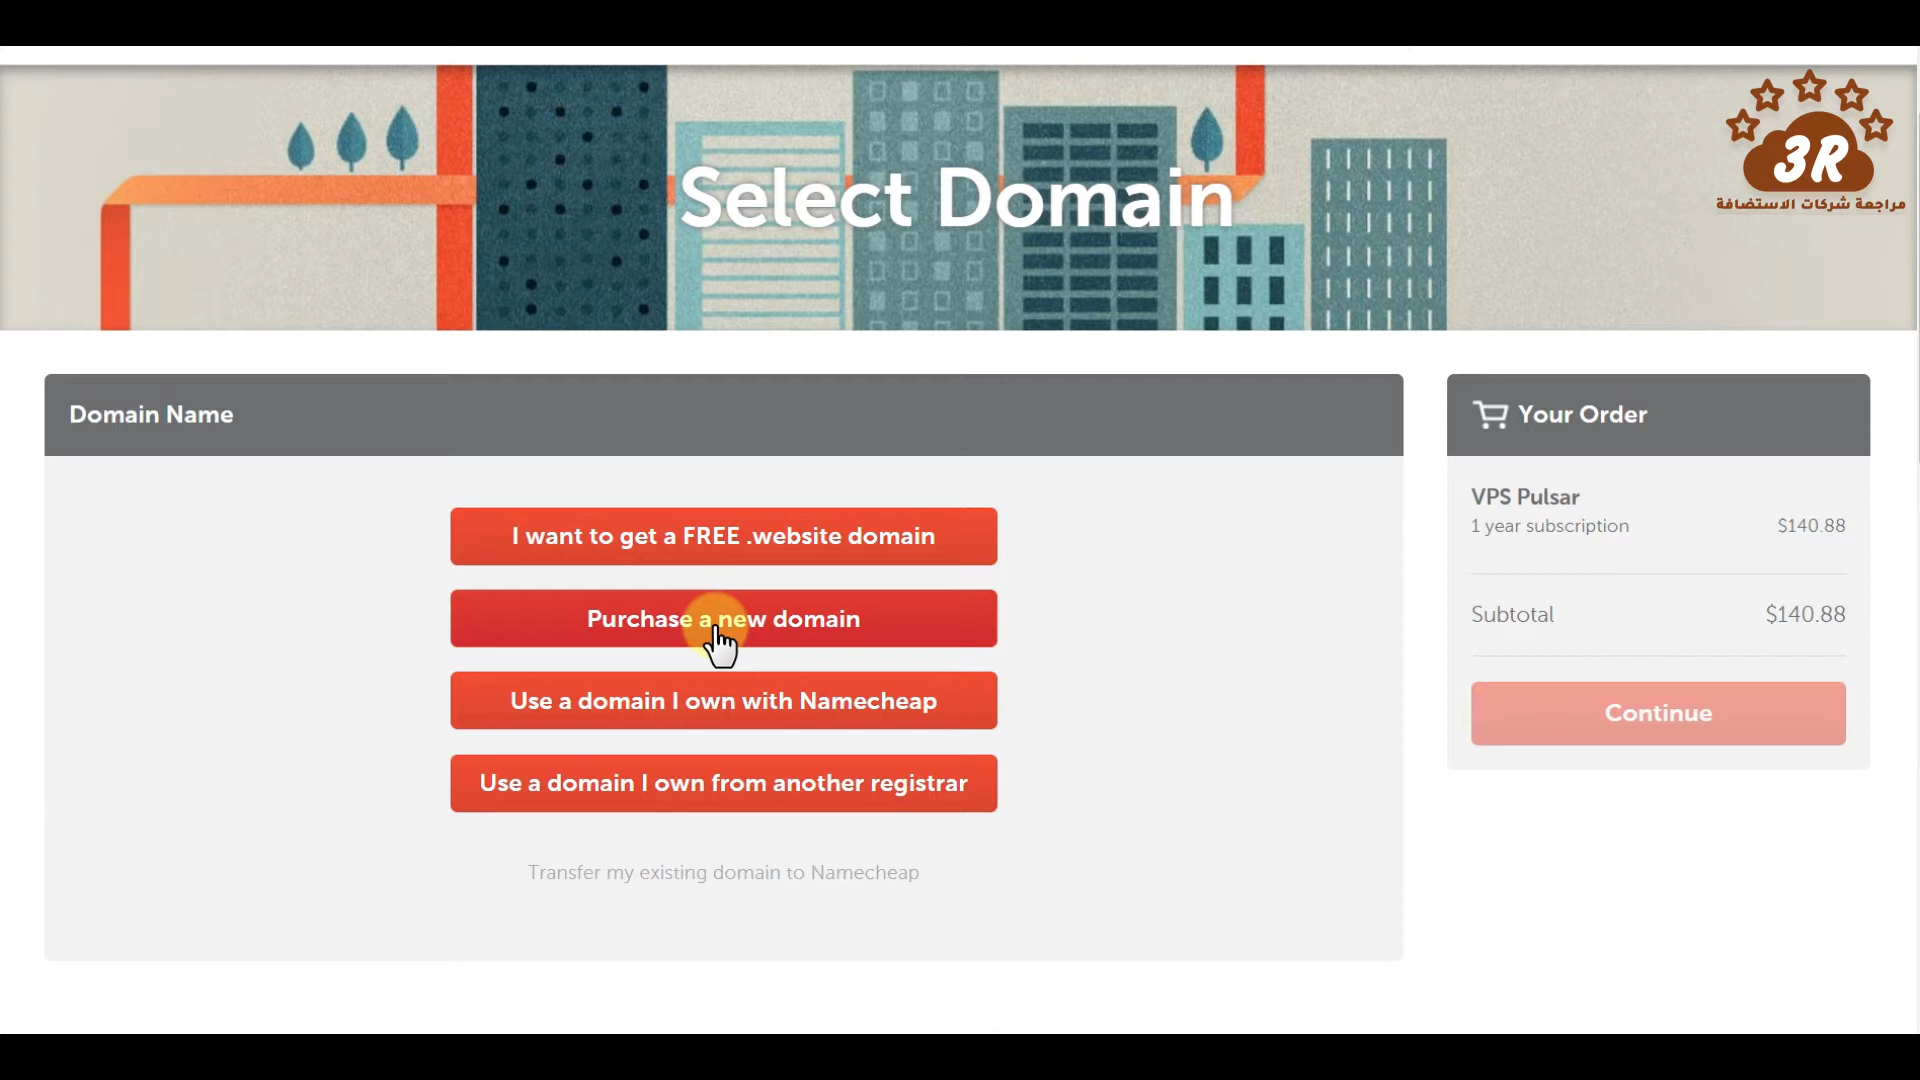 3R
مراجعة شركات الاستضافة
Select Domain
Domain Name
I want to get a FREE .website domain
Purchase a new domain
Use a domain I own with Namecheap
Use a domain I own from another registrar
Transfer my existing domain to Namecheap
Your Order
VPS Pulsar
1 year subscription $140.88
Subtotal $140.88
Continue